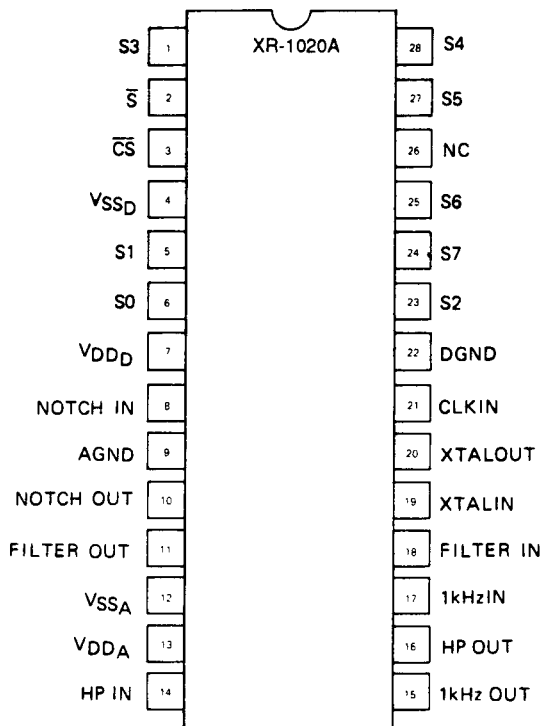 XR-1020A
S3 1 28 S4
S̅ 2 27 S5
C̅S̅ 3 26 NC
VSSD 4 25 S6
S1 5 24 S7
S0 6 23 S2
VDDD 7 22 DGND
NOTCH IN 8 21 CLKIN
AGND 9 20 XTALOUT
NOTCH OUT 10 19 XTALIN
FILTER OUT 11 18 FILTER IN
VSSA 12 17 1kHzIN
VDDA 13 16 HP OUT
HP IN 14 15 1kHz OUT